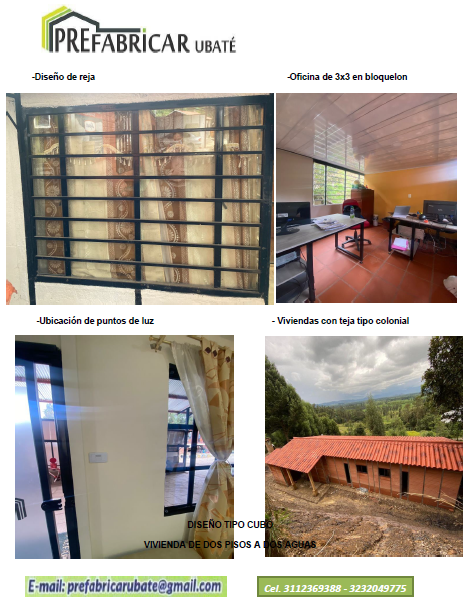 PREFABRICAR UBATÉ
-Diseño de reja
-Oficina de 3x3 en bloquelon
-Ubicación de puntos de luz
- Viviendas con teja tipo colonial
DISEÑO TIPO CUBO
VIVIENDA DE DOS PISOS A DOS AGUAS
E-mail: prefabricarubate@gmail.com
Cel. 3112369388 - 3232049775